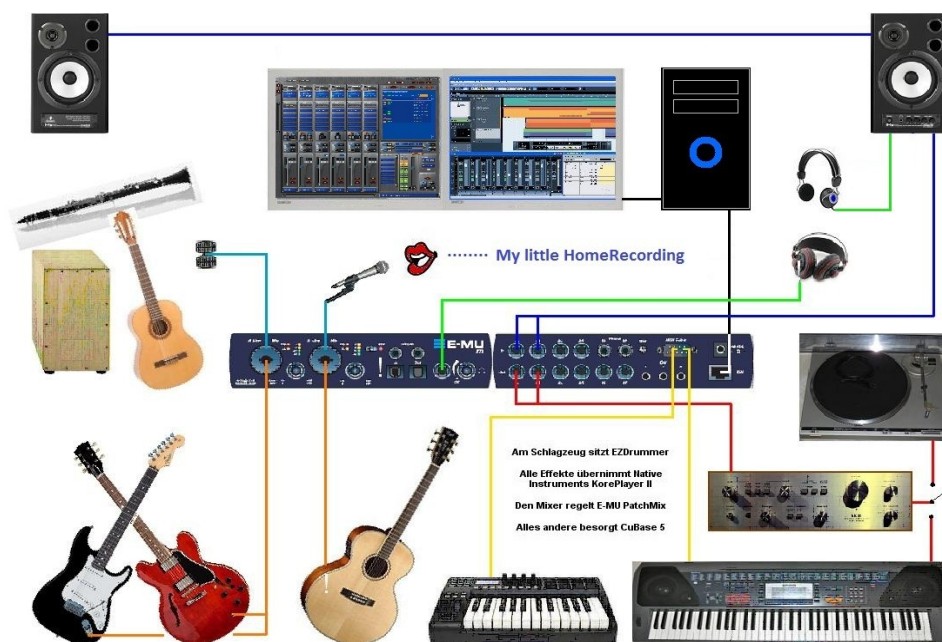 My little HomeRecording
E-MU
Am Schlagzeug sitzt EZDrummer
Alle Effekte übernimmt Native
Instruments KorePlayer II
Den Mixer regelt E-MU PatchMix
Alles andere besorgt CuBase 5